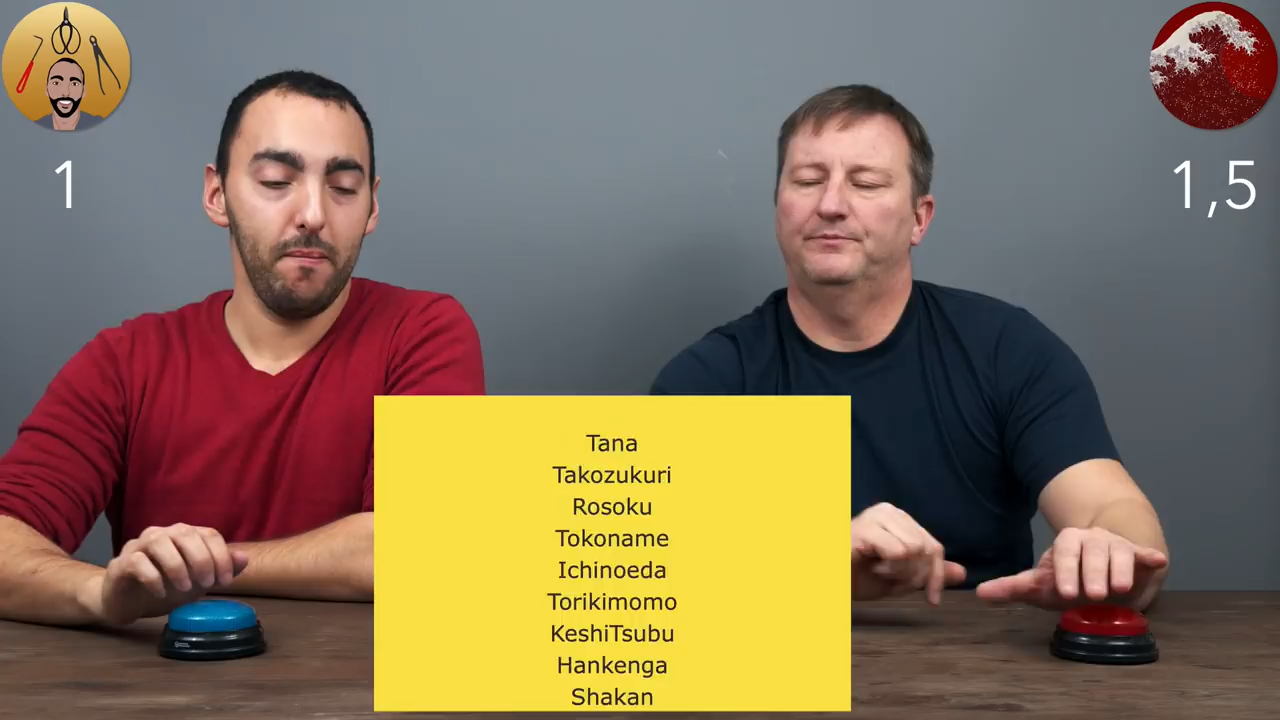 1
1,5
Tana
Takozukuri
Rosoku
Tokoname
Ichinoeda
Torikimomo
KeshiTsubu
Hankenga
Shakan